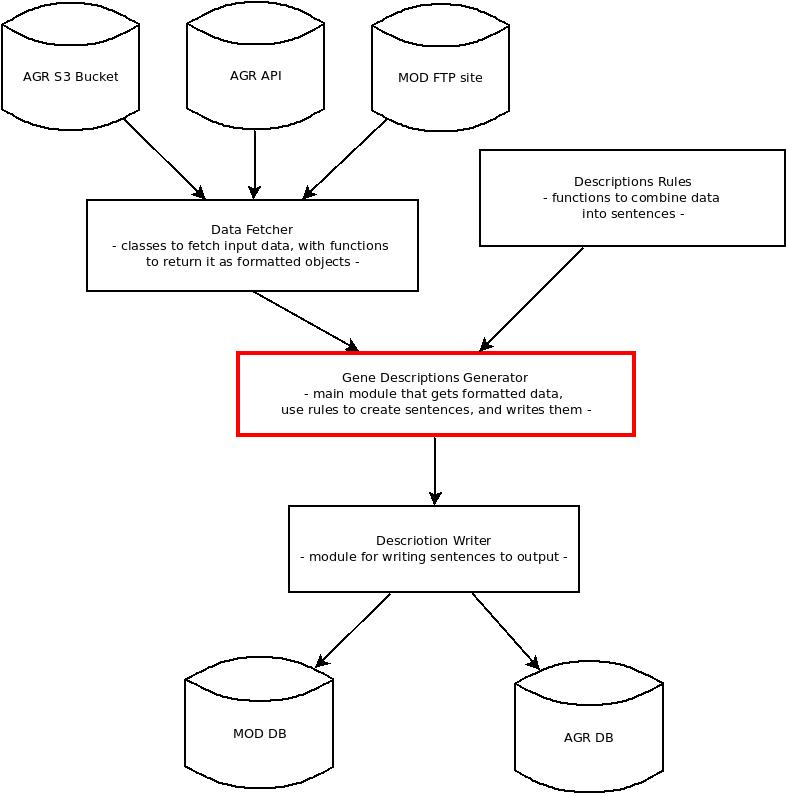 AGR S3 Bucket
AGR API
MOD FTP site
Descriptions Rules
- functions to combine data
into sentences -
Data Fetcher
- classes to fetch input data, with functions
to return it as formatted objects -
Gene Descriptions Generator
- main module that gets formatted data,
use rules to create sentences, and writes them -
Descriotion Writer
- module for writing sentences to output -
MOD DB
AGR DB